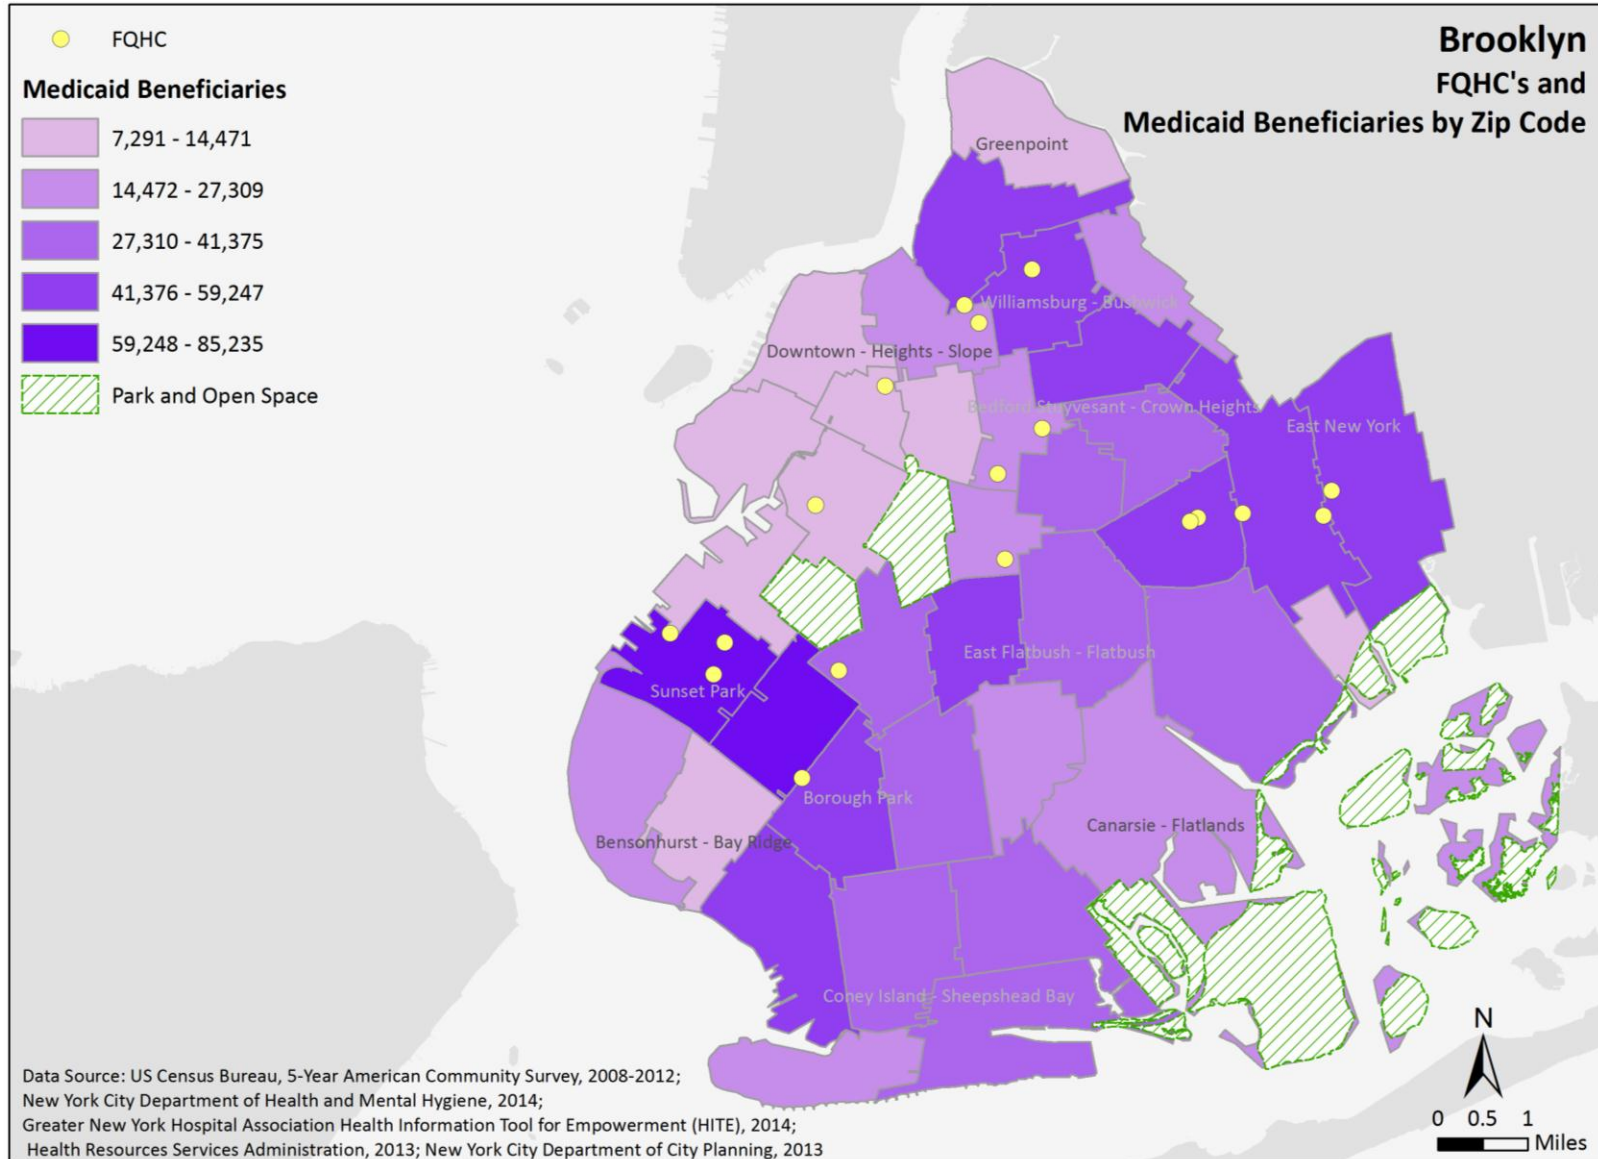 FQHC
Medicaid Beneficiaries
7,291 - 14,471
14,472 - 27,309
27,310 - 41,375
41,376 - 59,247
59,248 - 85,235
Park and Open Space
Brooklyn
FQHC's and
Medicaid Beneficiaries by Zip Code
Greenpoint
Williamsburg - Bushwick
Downtown - Heights - Slope
Bedford Stuyvesant - Crown Heights
East New York
East Flatbush - Flatbush
Sunset Park
Borough Park
Canarsie - Flatlands
Bensonhurst - Bay Ridge
Coney Island - Sheepshead Bay
Data Source: US Census Bureau, 5-Year American Community Survey, 2008-2012;
New York City Department of Health and Mental Hygiene, 2014;
Greater New York Hospital Association Health Information Tool for Empowerment (HITE), 2014;
Health Resources Services Administration, 2013; New York City Department of City Planning, 2013
N
0 0.5 1
Miles